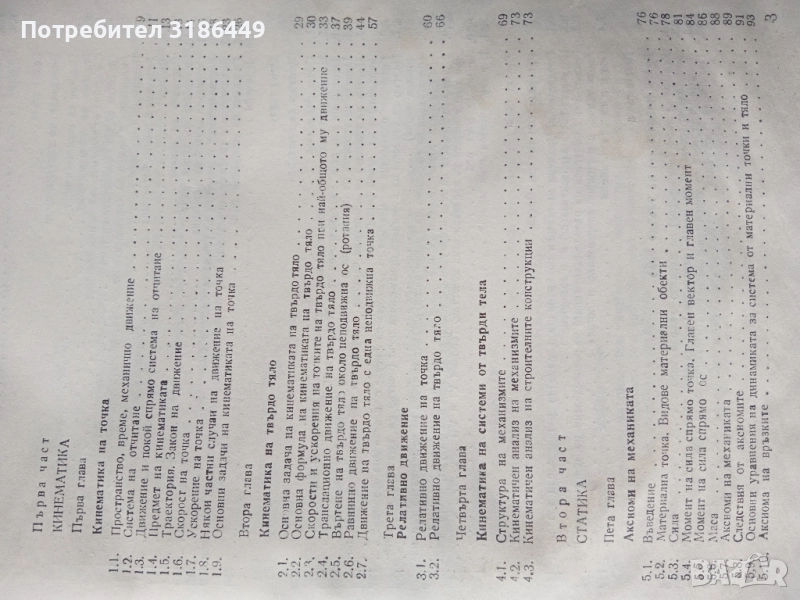 Потребител 3186449
Първа част
КИНЕМАТИКА
Първа глава
Кинематика на точка
1.1. Пространство, време, механично движение
1.2. Система на отчитане
1.3. Движение и покой спрямо система на отчитане 9
1.4. Предмет на кинематиката 11
1.5. Траектория. Закон на движение 13
1.6. Скорост на точка
1.7. Ускорение на точка
1.8. Някои частни случаи на движение на точка
1.9. Основни задачи на кинематиката на точка
Втора глава
Кинематика на твърдо тяло
2.1. Основна задача на кинематиката на твърдо тяло 29
2.2. Основна формула на кинематиката на твърдо тяло 30
2.3. Скорости и ускорения на точките на твърдо тяло при най-общото му движение 33
2.4. Транслационно движение на твърдо тяло 37
2.5. Въртене на твърдо тяло около неподвижна ос (ротация) 39
2.6. Равнинно движение на твърдо тяло 44
2.7. Движение на твърдо тяло с една неподвижна точка 57
Трета глава
Релативно движение
3.1. Релативно движение на точка 60
3.2. Релативно движение на твърдо тяло 66
Четвърта глава
Кинематика на системи от твърди тела
4.1. Структура на механизмите 69
4.2. Кинематичен анализ на механизмите 73
4.3. Кинематичен анализ на строителните конструкции 73
Втора част
СТАТИКА
Пета глава
Аксиоми на механиката
5.1. Въведение 76
5.2. Материална точка. Видове материални обекти 76
5.3. Сила 78
5.4. Момент на сила спрямо точка. Главен вектор и главен момент 81
5.5. Момент на сила спрямо ос 84
5.6. Маса 86
5.7. Аксиоми на механиката 88
5.8. Следствия от аксиомите 89
5.9. Основни уравнения на динамиката за система от материални точки и тяло 91
5.10. Аксиома на връзките 93
3
bazar